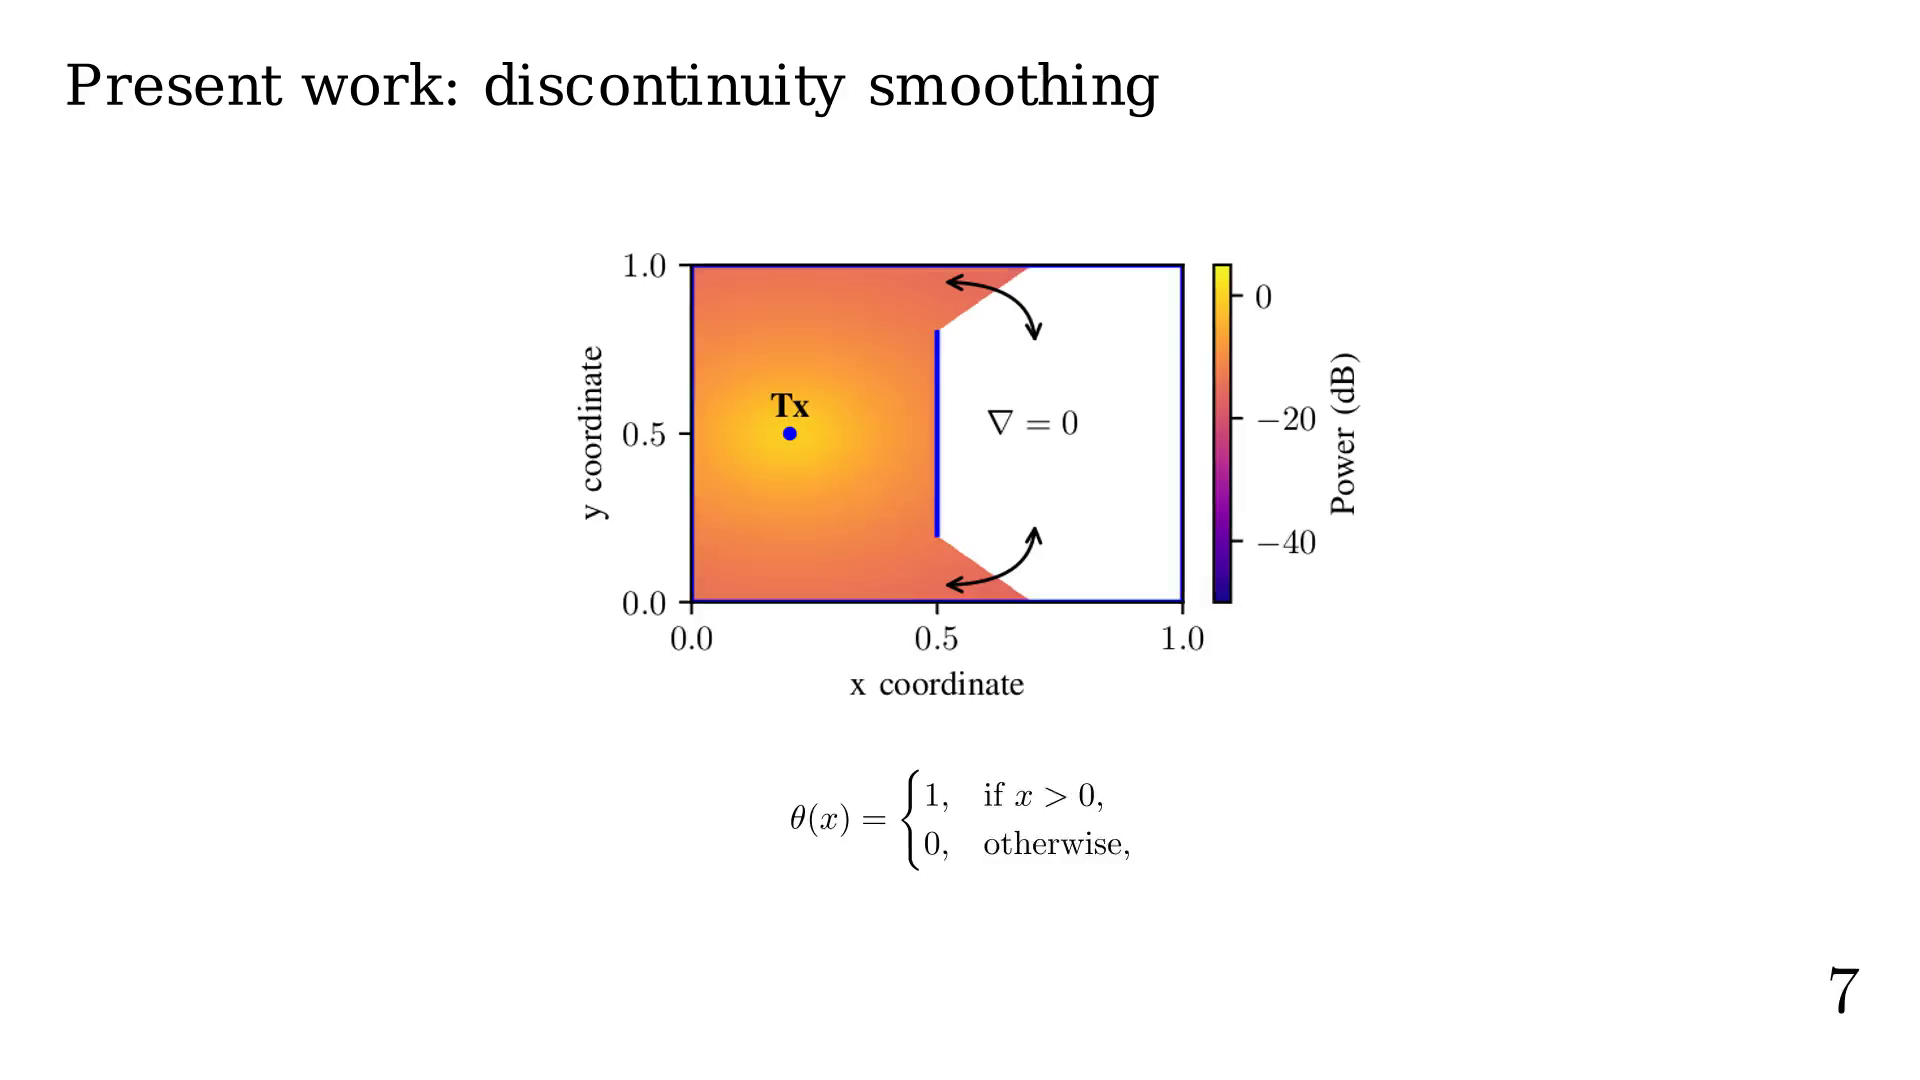 Present work: discontinuity smoothing
1.0
0.5
0.0
y coordinate
Tx
∇ = 0
0.0
0.5
1.0
x coordinate
0
−20
−40
Power (dB)
θ(x) = {1, if x > 0,
0, otherwise,
7